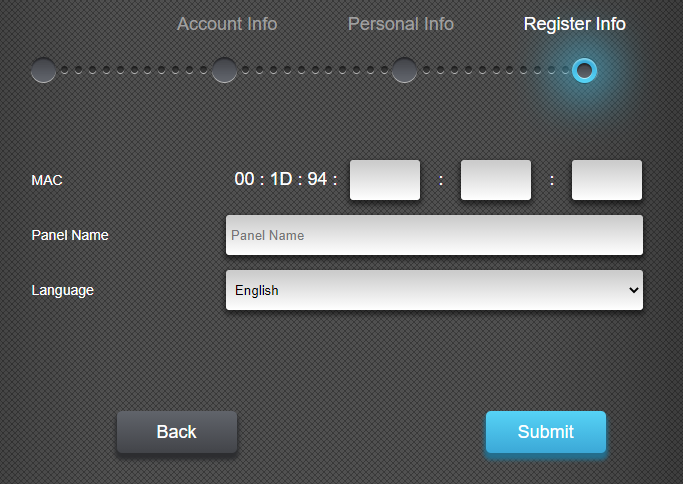 Account Info Personal Info Register Info
MAC 00 : 1D : 94 : : :
Panel Name Panel Name
Language English
Back Submit